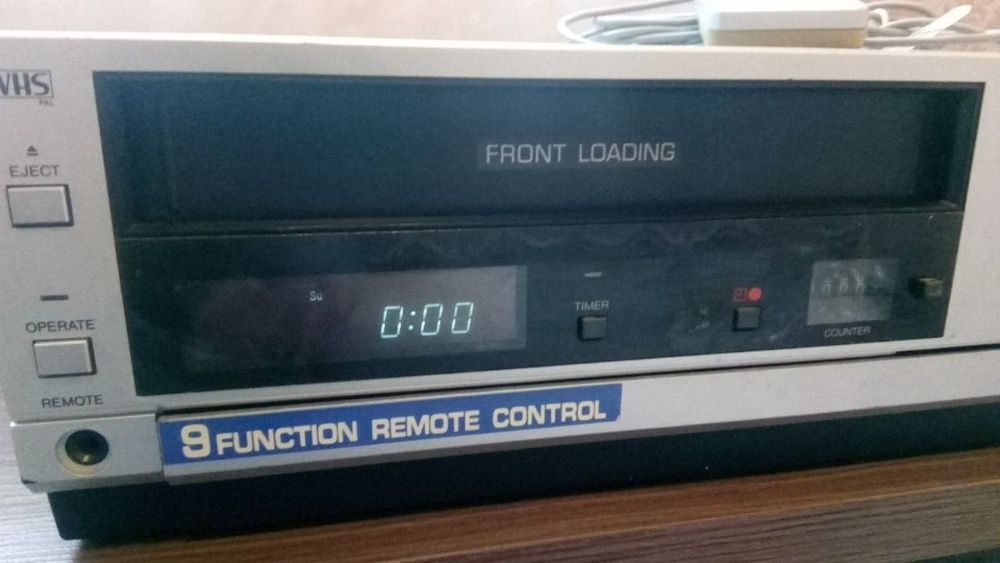 VHS
PAL
EJECT
FRONT LOADING
Su
0:00
TIMER
COUNTER
OPERATE
REMOTE
9 FUNCTION REMOTE CONTROL